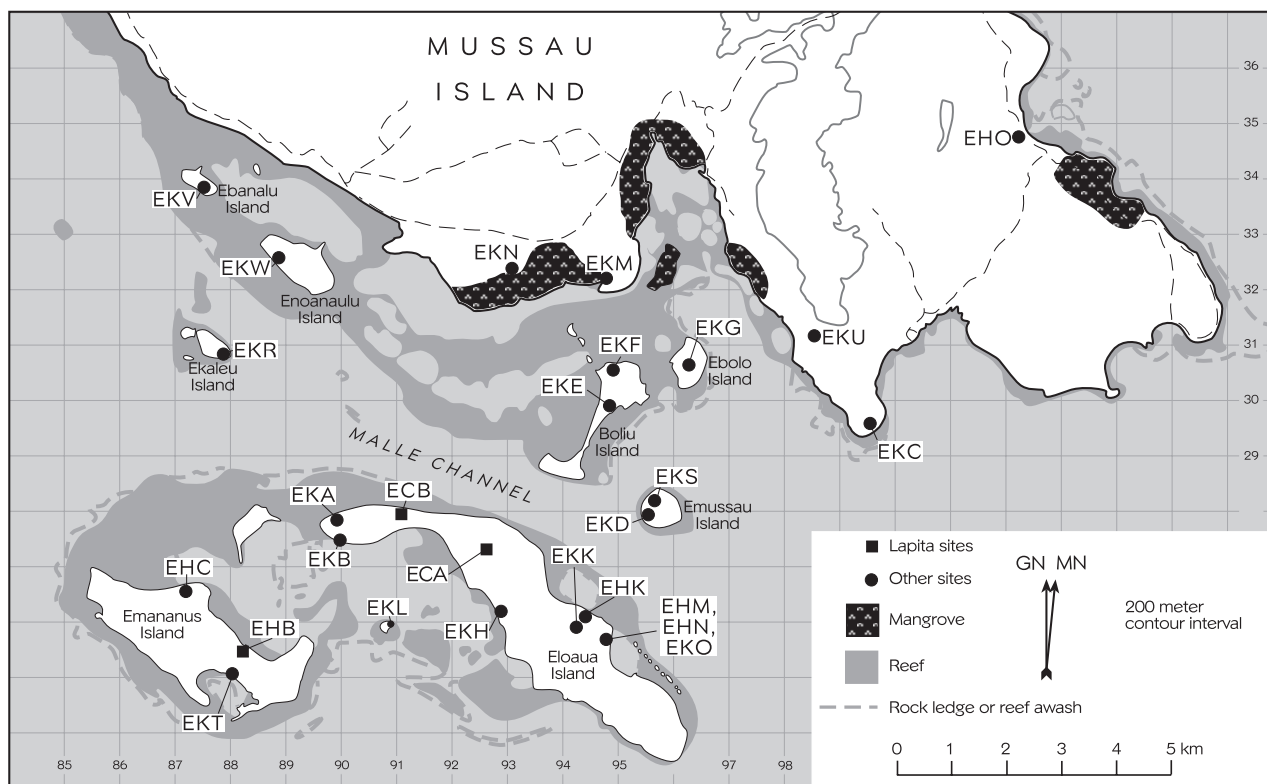 MUSSAU
ISLAND
36
35
34
33
32
31
30
29
EHO
EKV
Ebanalu
Island
EKW
Enoanaulu
Island
EKN
EKM
EKR
Ekaleu
Island
EKG
EKF
Ebolo
Island
EKU
EKE
Boliu
Island
EKC
MALLE CHANNEL
EKS
EKD
Emussau
Island
EKA
ECB
EKB
ECA
EKK
EHK
EHM,
EHN,
EKO
EHC
Emananus
Island
EHB
EKL
EKH
Eloaua
Island
EKT
Lapita sites
Other sites
Mangrove
Reef
Rock ledge or reef awash
GN MN
200 meter
contour interval
0 1 2 3 4 5 km
85 86 87 88 89 90 91 92 93 94 95 96 97 98